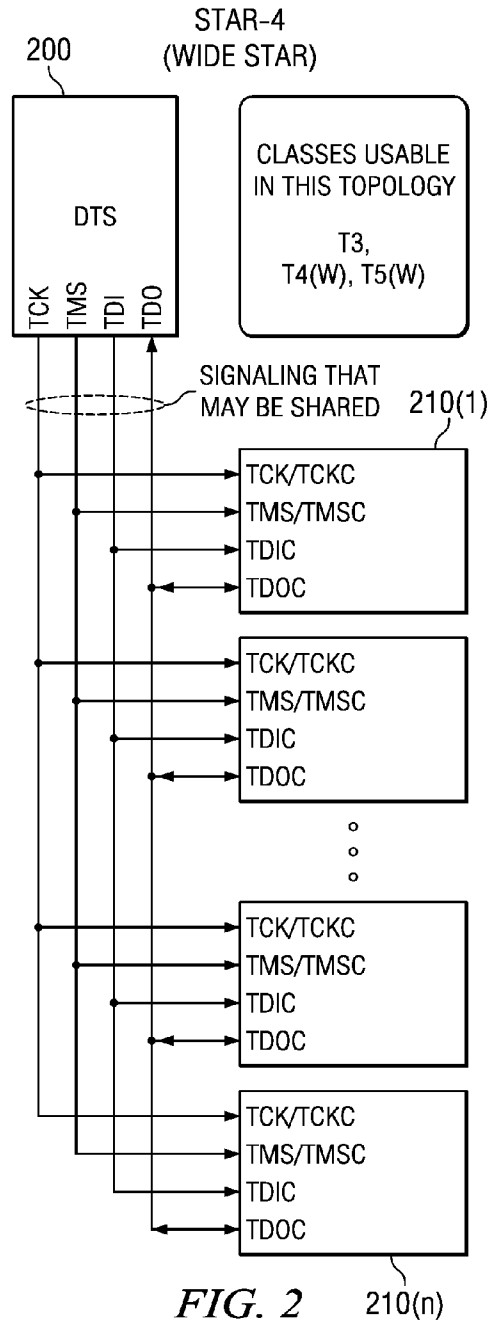 STAR-4
(WIDE STAR)
200
DTS
TCK
TMS
TDI
TDO
CLASSES USABLE
IN THIS TOPOLOGY
T3,
T4(W), T5(W)
SIGNALING THAT
MAY BE SHARED
210(1)
TCK/TCKC
TMS/TMSC
TDIC
TDOC
TCK/TCKC
TMS/TMSC
TDIC
TDOC
TCK/TCKC
TMS/TMSC
TDIC
TDOC
TCK/TCKC
TMS/TMSC
TDIC
TDOC
FIG. 2
210(n)